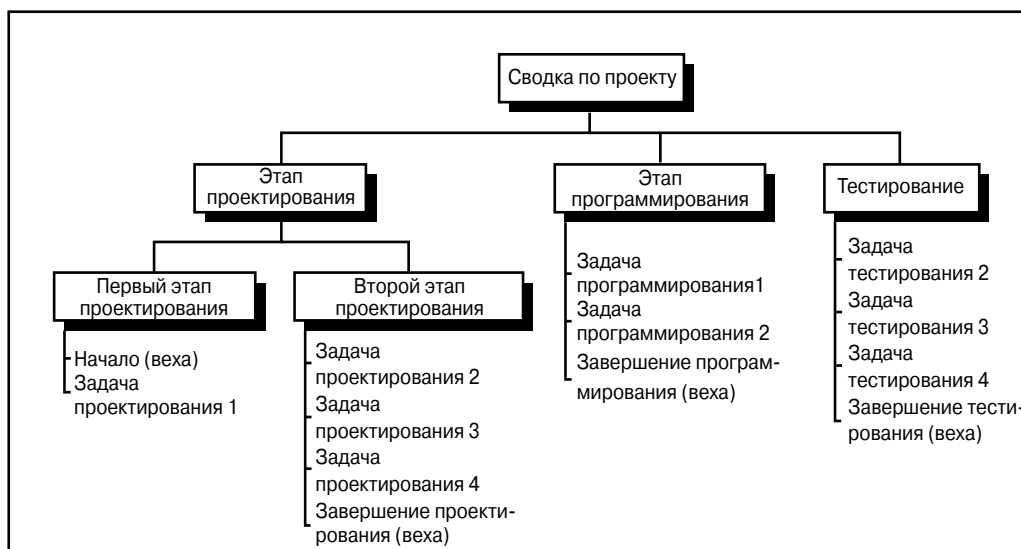 Сводка по проекту
Этап
проектирования
Этап
программирования
Тестирование
Первый этап
проектирования
Второй этап
проектирования
Начало (веха)
Задача
проектирования 1
Задача
проектирования 2
Задача
проектирования 3
Задача
проектирования 4
Завершение проекти-
рования (веха)
Задача
программирования1
Задача
программирования 2
Завершение програм-
мирования (веха)
Задача
тестирования 2
Задача
тестирования 3
Задача
тестирования 4
Завершение тести-
рования (веха)